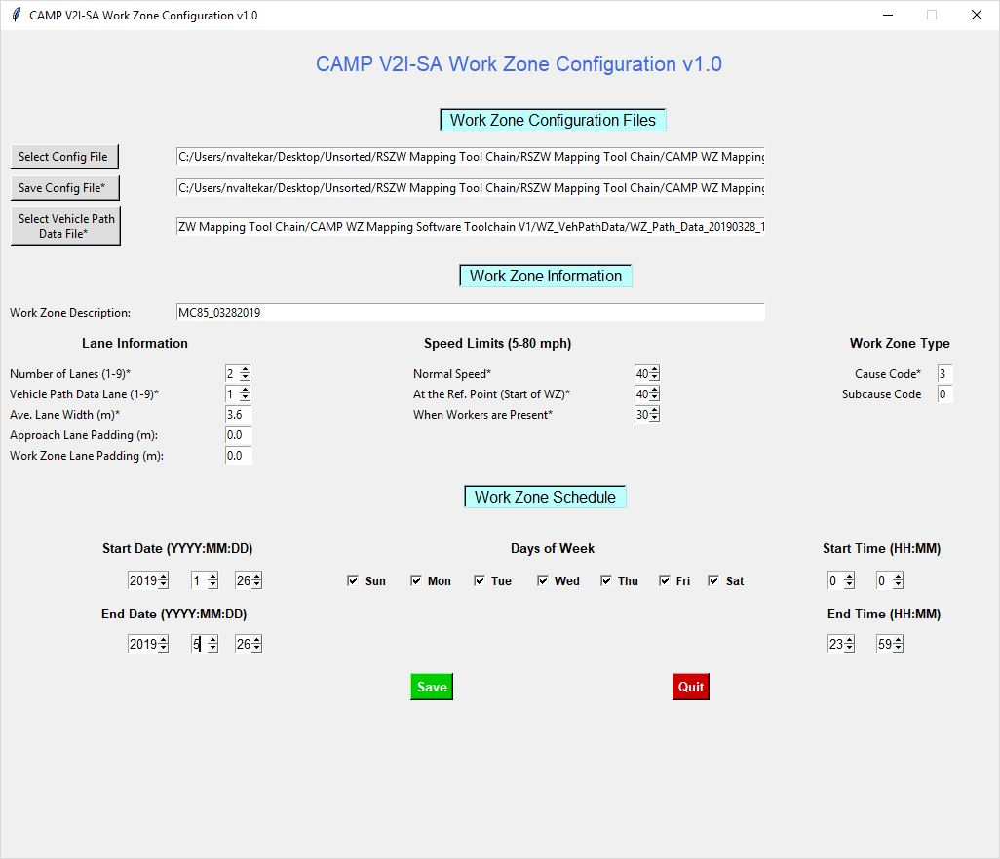 CAMP V2I-SA Work Zone Configuration v1.0
CAMP V2I-SA Work Zone Configuration v1.0
Work Zone Configuration Files
Select Config File C:/Users/nvaltekar/Desktop/Unsorted/RSZW Mapping Tool Chain/RSZW Mapping Tool Chain/CAMP WZ Mapping
Save Config File* C:/Users/nvaltekar/Desktop/Unsorted/RSZW Mapping Tool Chain/RSZW Mapping Tool Chain/CAMP WZ Mapping
Select Vehicle Path
Data File* ZW Mapping Tool Chain/CAMP WZ Mapping Software Toolchain V1/WZ_VehPathData/WZ_Path_Data_20190328_1
Work Zone Information
Work Zone Description: MC85_03282019
Lane Information Speed Limits (5-80 mph) Work Zone Type
Number of Lanes (1-9)* 2 Normal Speed* 40 Cause Code* 3
Vehicle Path Data Lane (1-9)* 1 At the Ref. Point (Start of WZ)* 40 Subcause Code 0
Ave. Lane Width (m)* 3.6 When Workers are Present* 30
Approach Lane Padding (m): 0.0
Work Zone Lane Padding (m): 0.0
Work Zone Schedule
Start Date (YYYY:MM:DD) Days of Week Start Time (HH:MM)
2019 1 26 Sun Mon Tue Wed Thu Fri Sat 0 0
End Date (YYYY:MM:DD) End Time (HH:MM)
2019 5 26 23 59
Save Quit